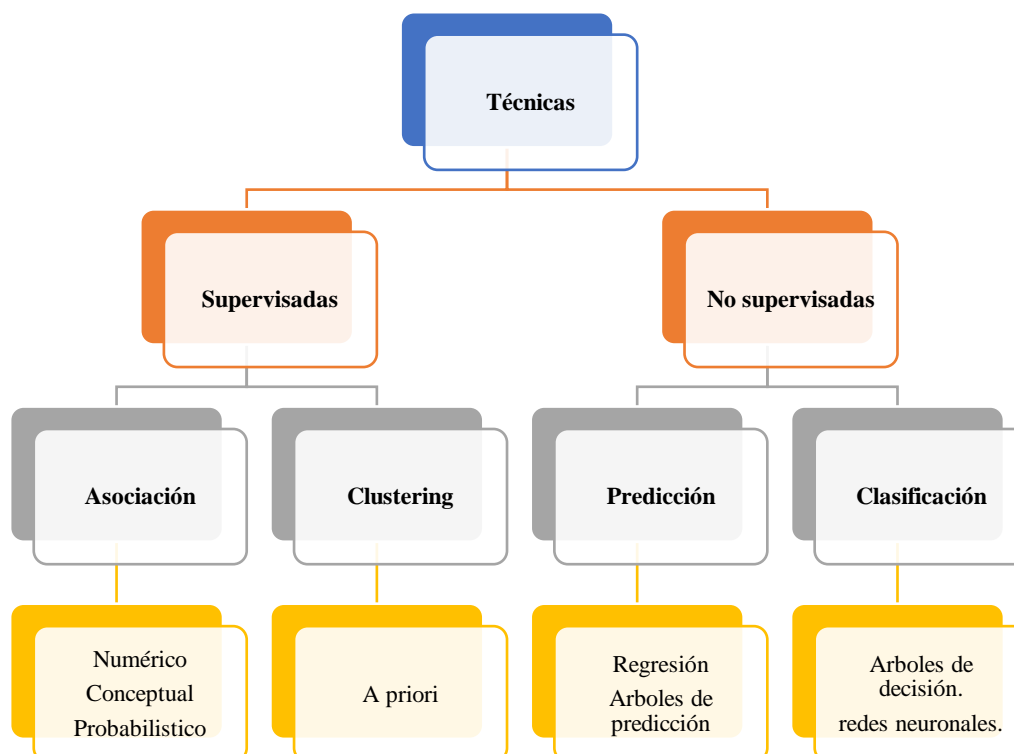 Técnicas
Supervisadas
No supervisadas
Asociación
Clustering
Predicción
Clasificación
Numérico
Conceptual
Probabilistico
A priori
Regresión
Arboles de
predicción
Arboles de
decisión.
redes neuronales.